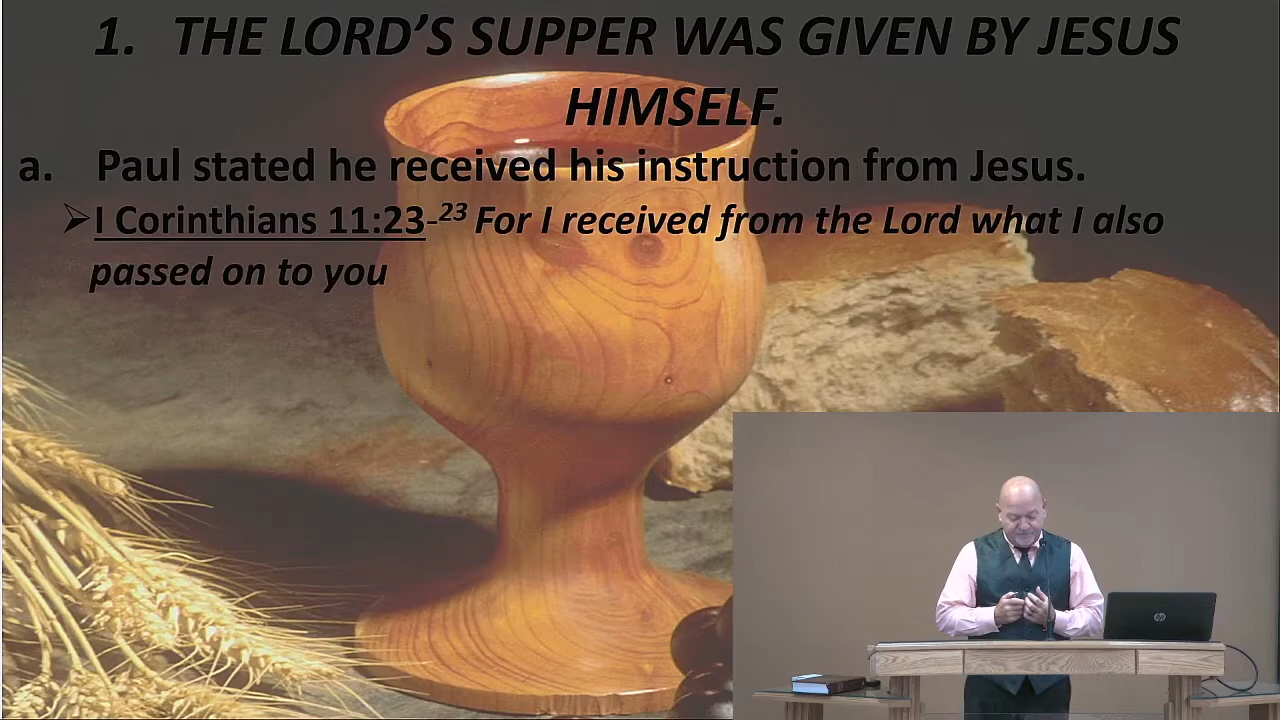 1. THE LORD’S SUPPER WAS GIVEN BY JESUS
HIMSELF.
a. Paul stated he received his instruction from Jesus.
➢I Corinthians 11:23-²³ For I received from the Lord what I also
passed on to you
hp